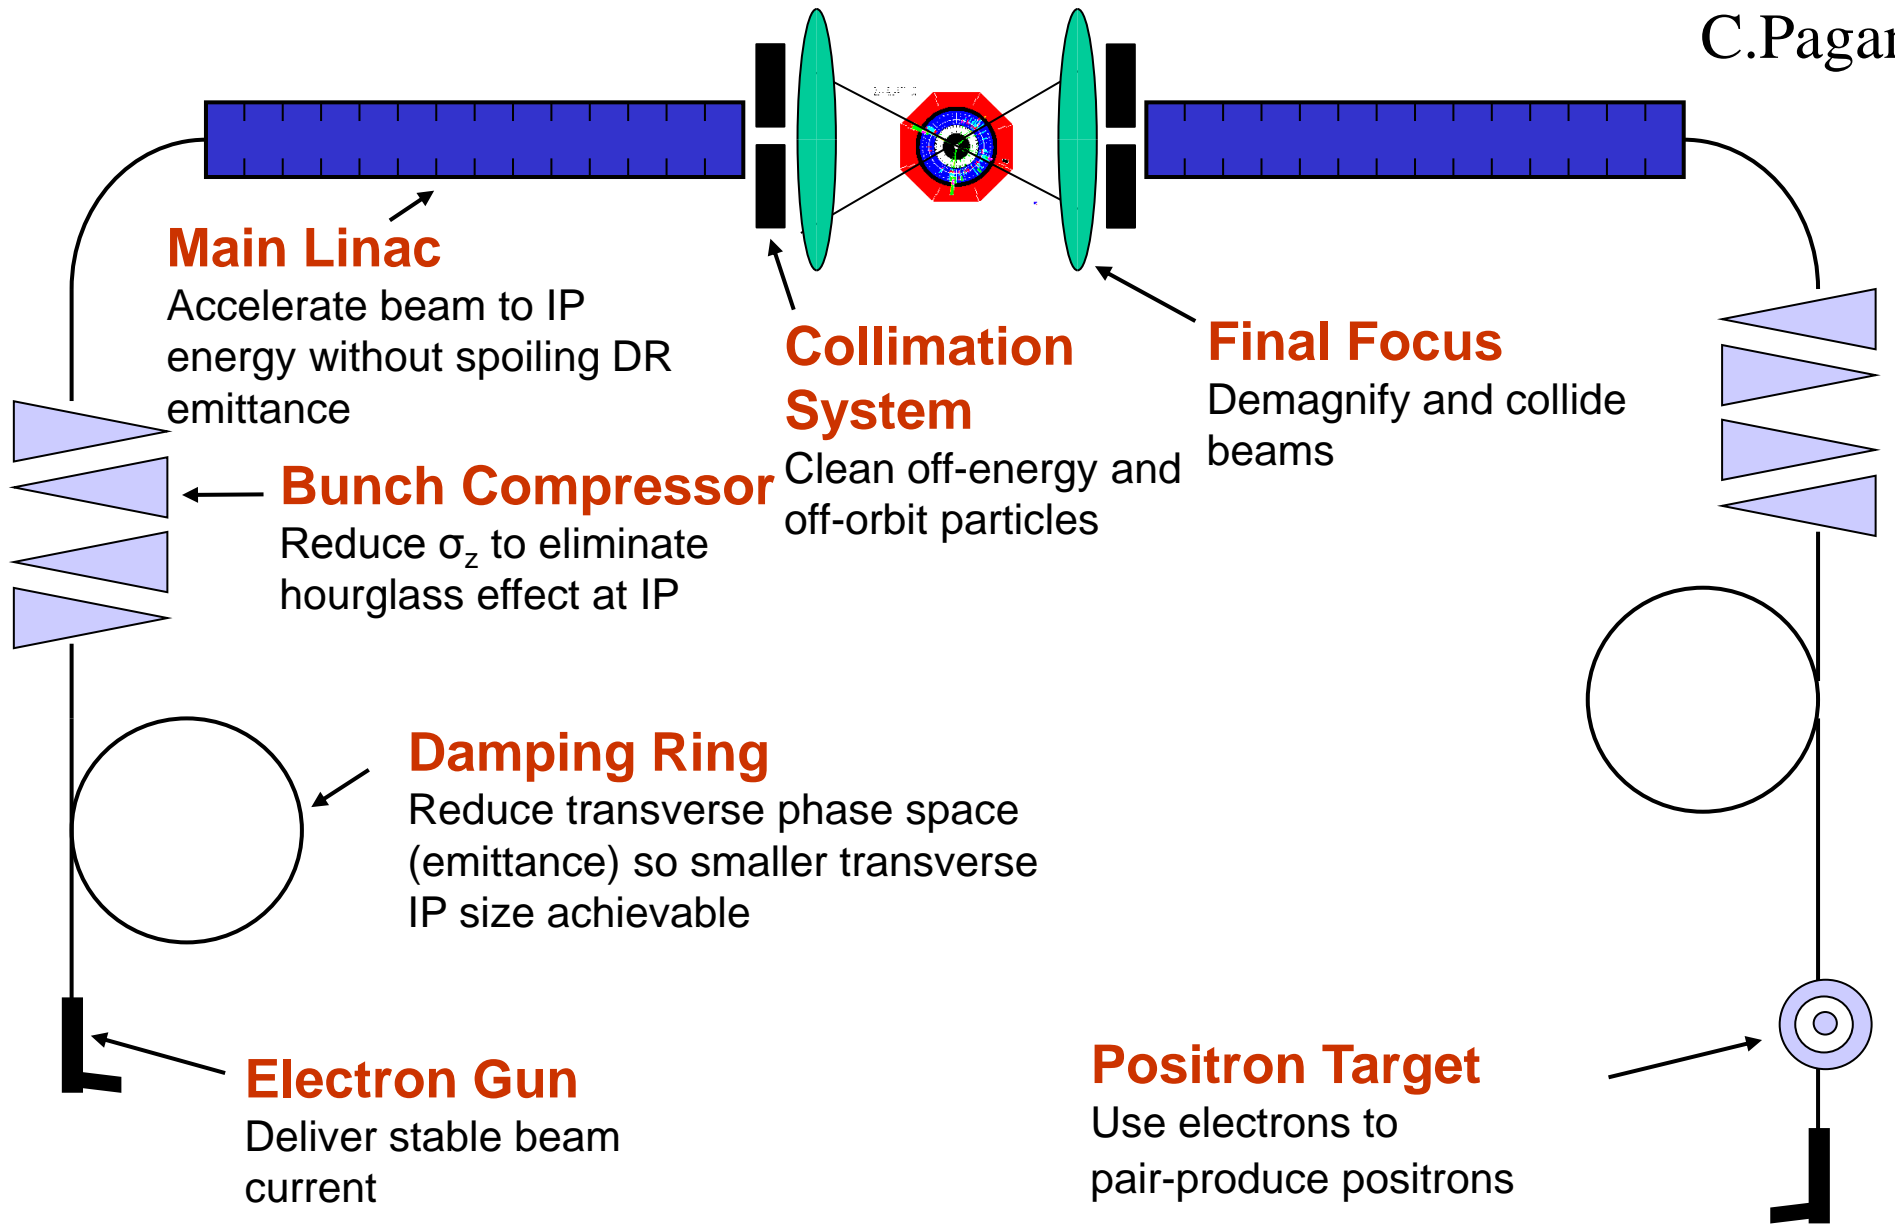 C.Pagan
Main Linac
Accelerate beam to IP
energy without spoiling DR
emittance
Collimation
System
Clean off-energy and
off-orbit particles
Final Focus
Demagnify and collide
beams
Bunch Compressor
Reduce σz to eliminate
hourglass effect at IP
Damping Ring
Reduce transverse phase space
(emittance) so smaller transverse
IP size achievable
Electron Gun
Deliver stable beam
current
Positron Target
Use electrons to
pair-produce positrons